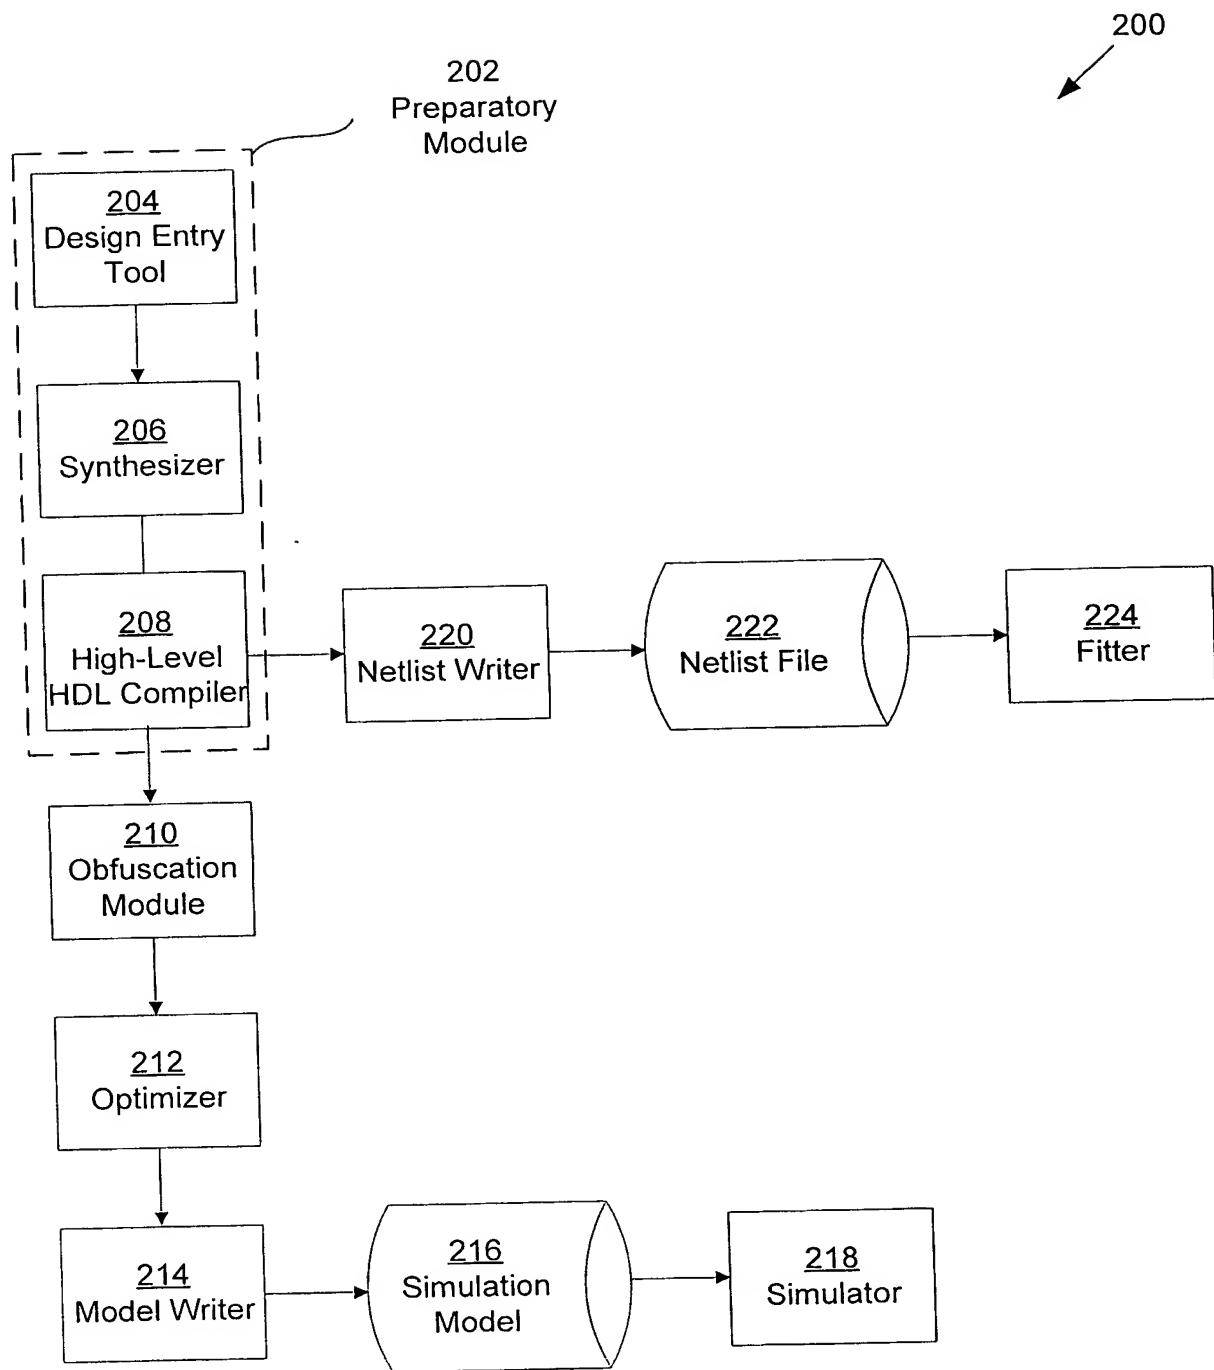 200
202
Preparatory
Module
204
Design Entry
Tool
206
Synthesizer
208
High-Level
HDL Compiler
220
Netlist Writer
222
Netlist File
224
Fitter
210
Obfuscation
Module
212
Optimizer
214
Model Writer
216
Simulation
Model
218
Simulator